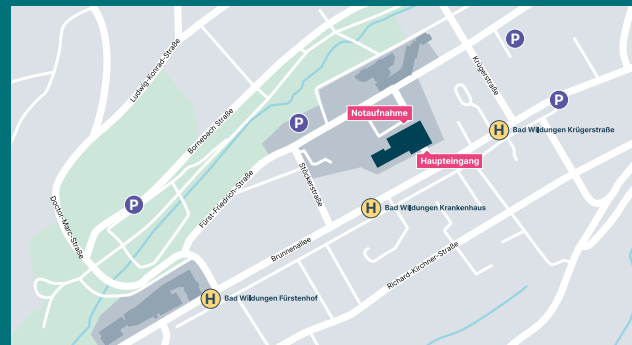 Ludwig-Konrad-Straße
Krügerstraße
P
P
Bornebach Straße
P
Notaufnahme
H Bad Wildungen Krügerstraße
Haupteingang
Stöckerstraße
Fürst-Friedrich-Straße
P
Doctor-Marc-Straße
H Bad Wildungen Krankenhaus
Brunnenallee
Richard-Kirchner-Straße
H Bad Wildungen Fürstenhof